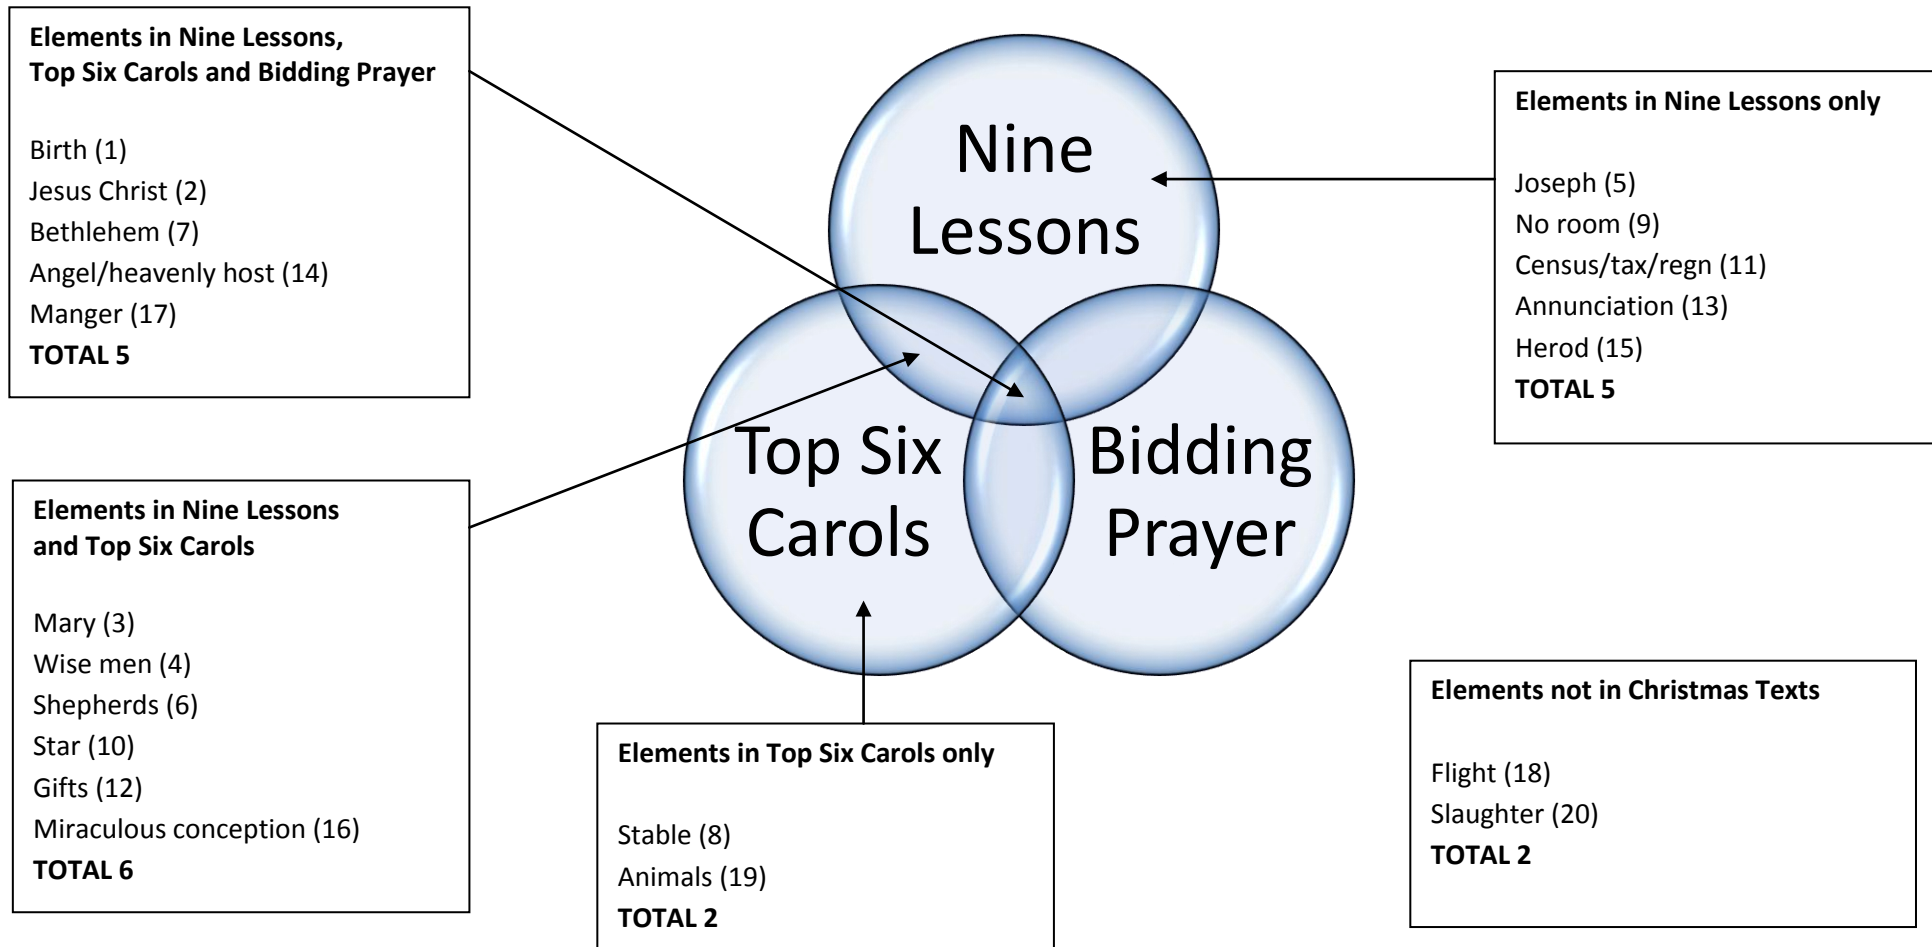 Elements in Nine Lessons,
Top Six Carols and Bidding Prayer
Birth (1)
Jesus Christ (2)
Bethlehem (7)
Angel/heavenly host (14)
Manger (17)
TOTAL 5
Nine
Lessons
Top Six
Carols
Bidding
Prayer
Elements in Nine Lessons only
Joseph (5)
No room (9)
Census/tax/regn (11)
Annunciation (13)
Herod (15)
TOTAL 5
Elements in Nine Lessons
and Top Six Carols
Mary (3)
Wise men (4)
Shepherds (6)
Star (10)
Gifts (12)
Miraculous conception (16)
TOTAL 6
Elements in Top Six Carols only
Stable (8)
Animals (19)
TOTAL 2
Elements not in Christmas Texts
Flight (18)
Slaughter (20)
TOTAL 2